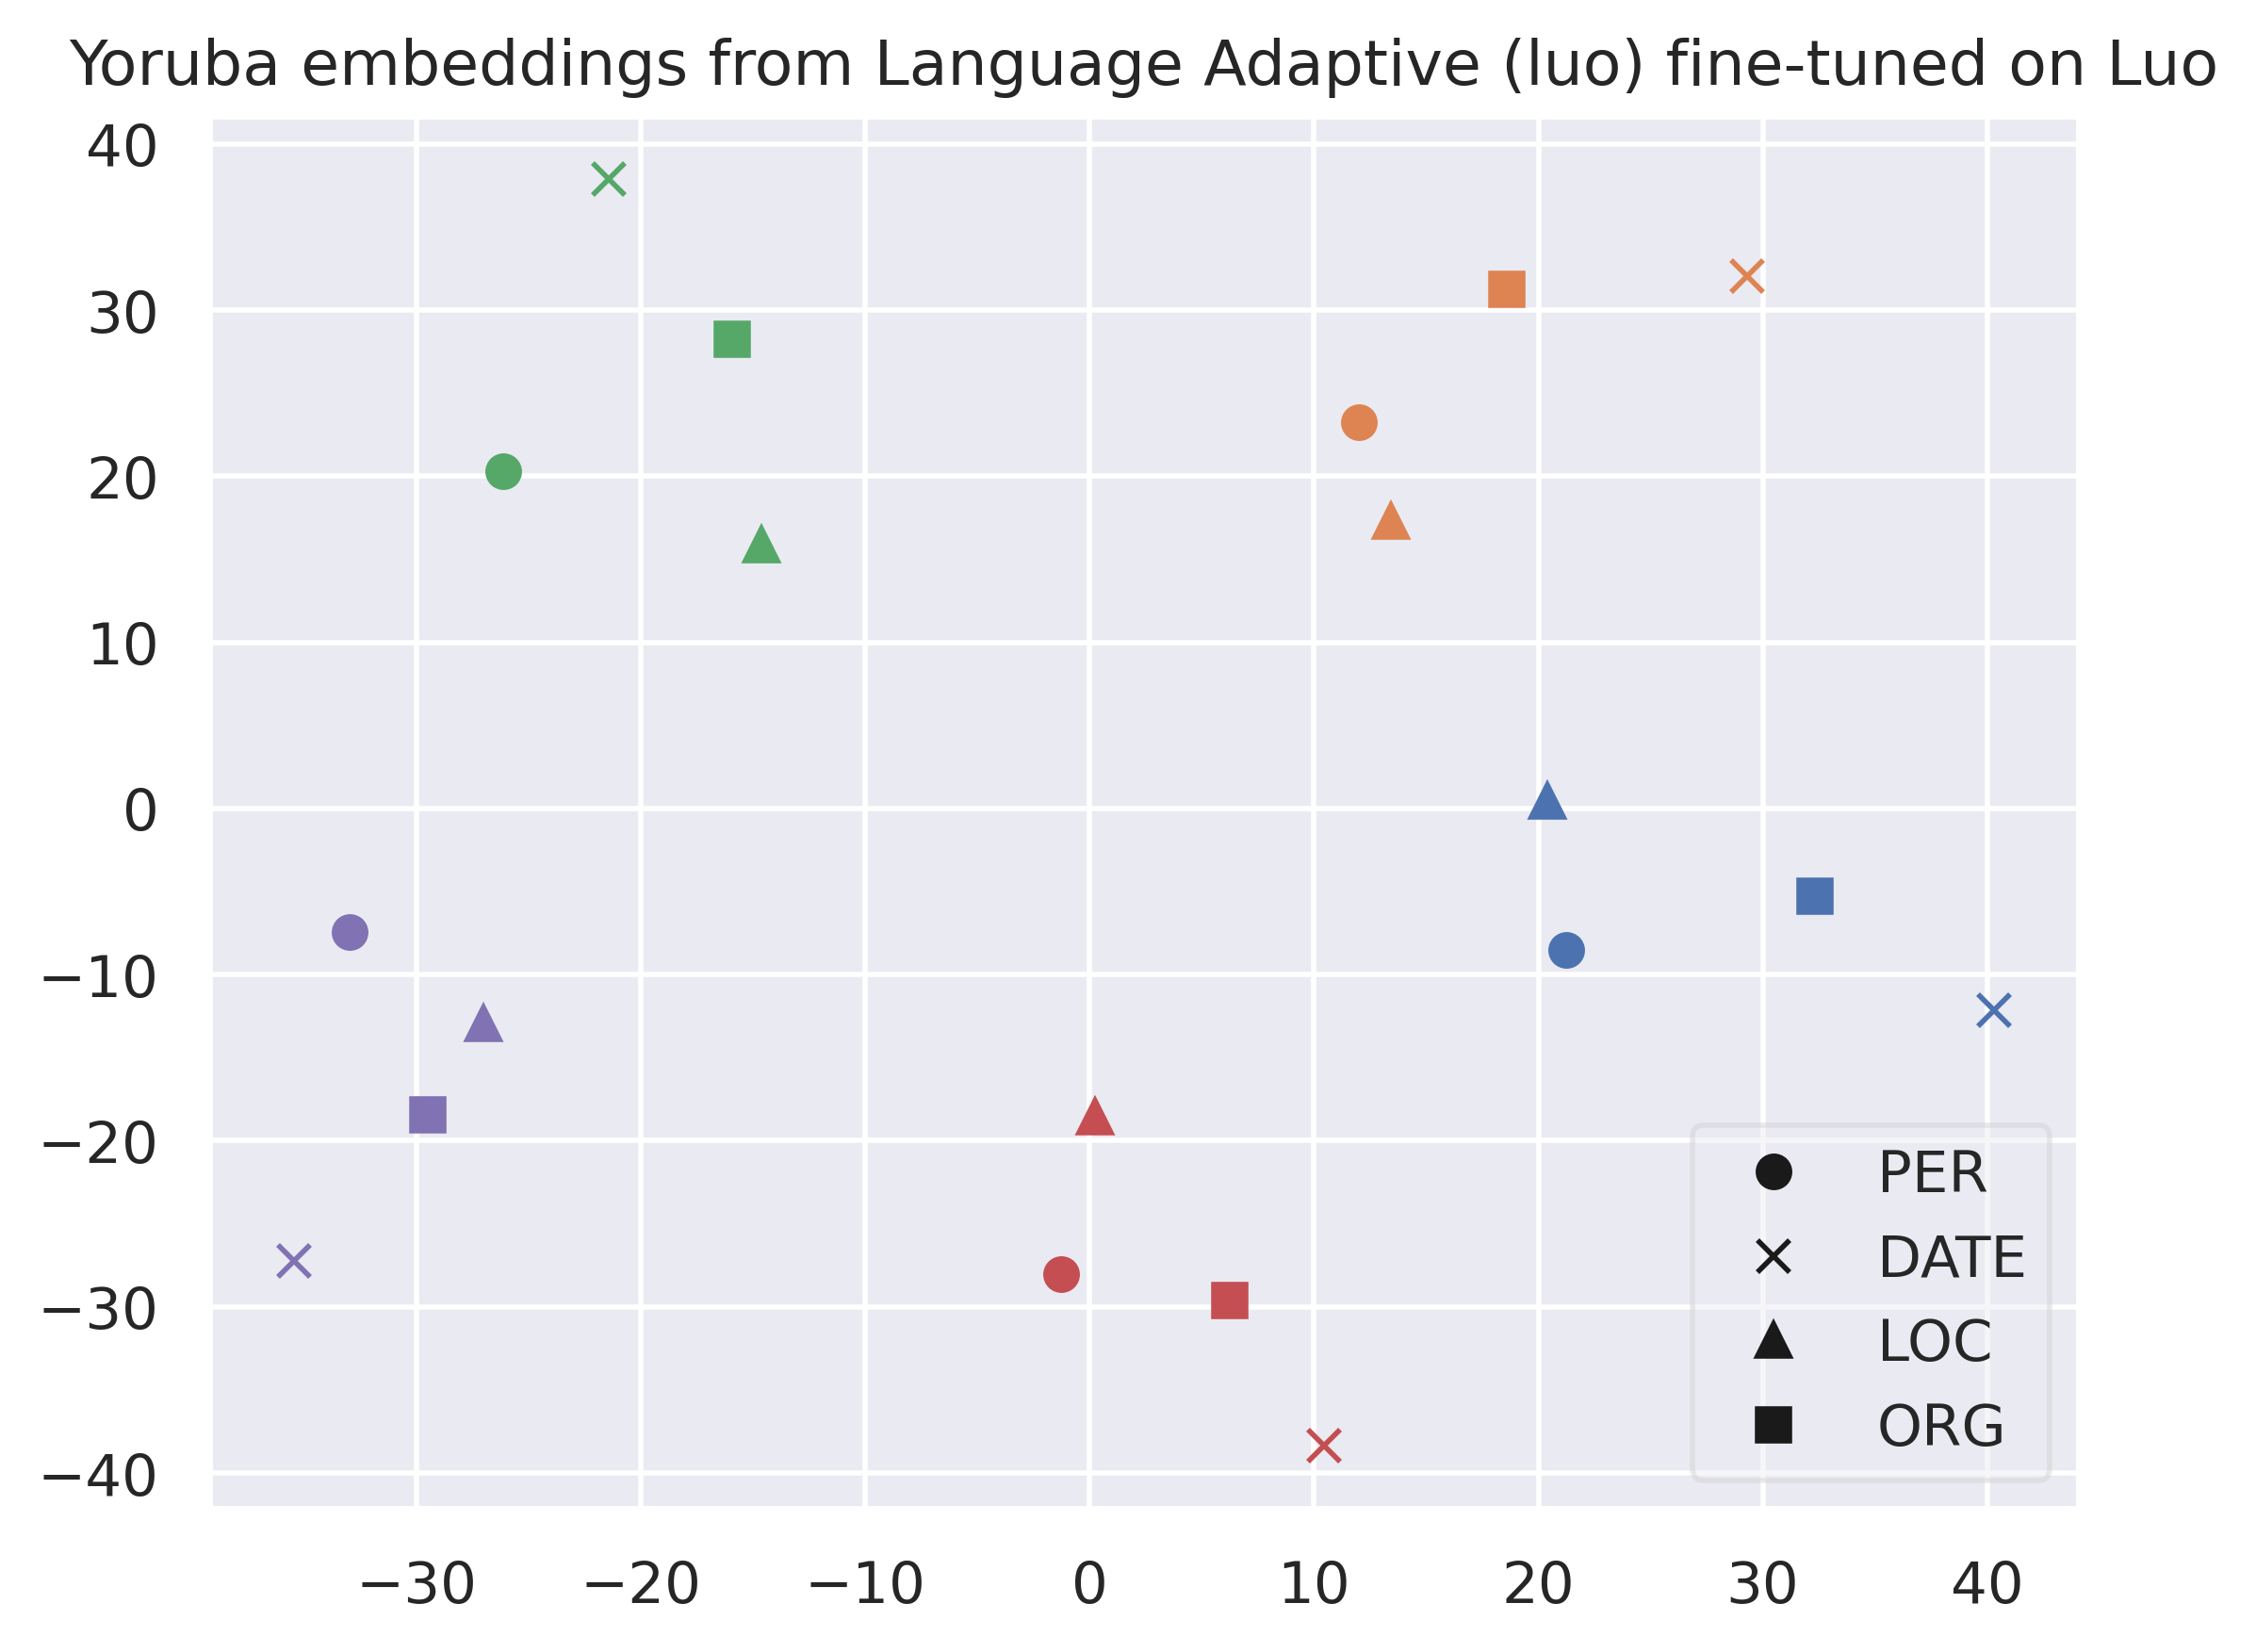 Yoruba embeddings from Language Adaptive (luo) fine-tuned on Luo
40
30
20
10
0
−10
−20
−30
−40
PER
DATE
LOC
ORG
−30 −20 −10 0 10 20 30 40